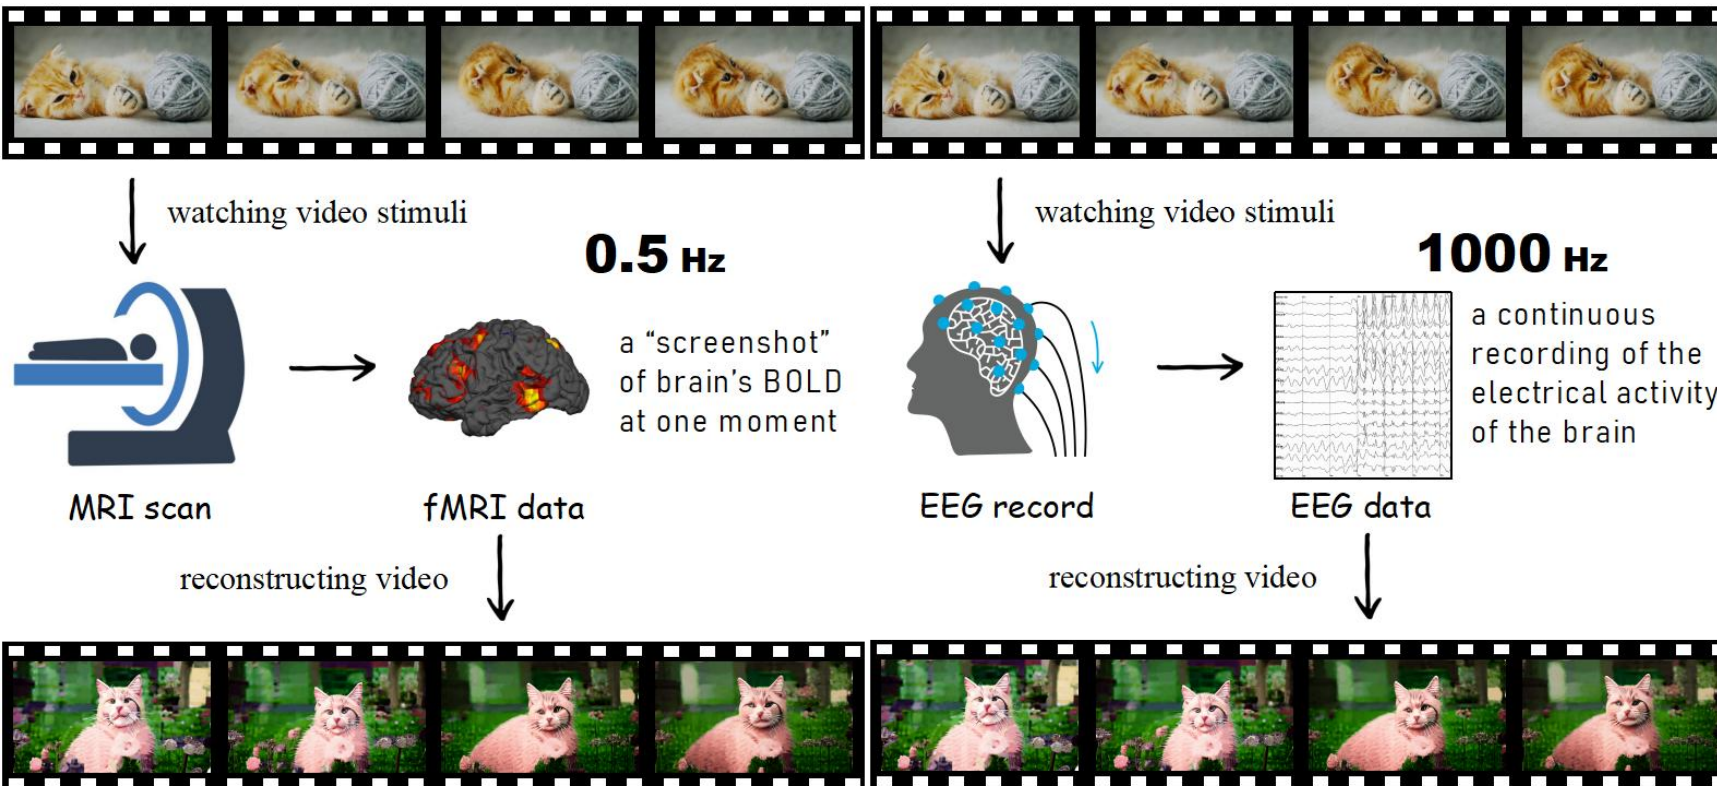 watching video stimuli
0.5 Hz
a “screenshot”
of brain's BOLD
at one moment
MRI scan
fMRI data
reconstructing video
watching video stimuli
1000 Hz
a continuous
recording of the
electrical activity
of the brain
EEG record
EEG data
reconstructing video